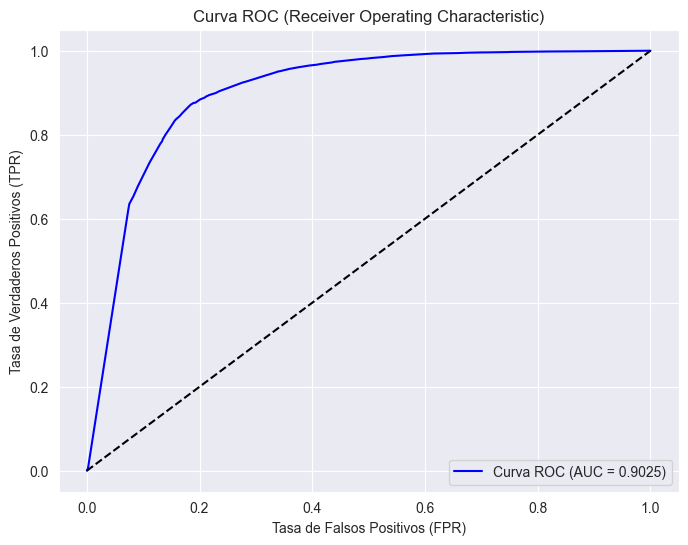 Curva ROC (Receiver Operating Characteristic)
Tasa de Verdaderos Positivos (TPR)
1.0
0.8
0.6
0.4
0.2
0.0
Curva ROC (AUC = 0.9025)
0.0 0.2 0.4 0.6 0.8 1.0
Tasa de Falsos Positivos (FPR)